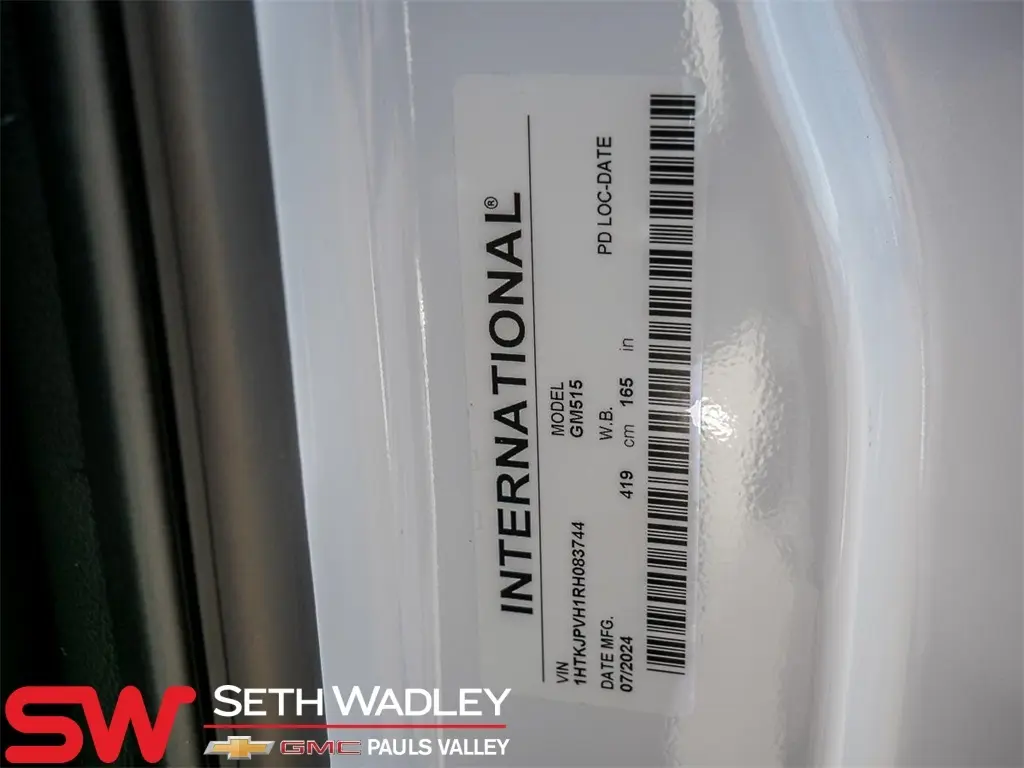 INTERNATIONAL®
VIN MODEL
1HTKJPVH1RH083744 GM515
DATE MFG. W.B. PD LOC-DATE
07/2024 419 cm 165 in
SW
SETH WADLEY
GMC PAULS VALLEY